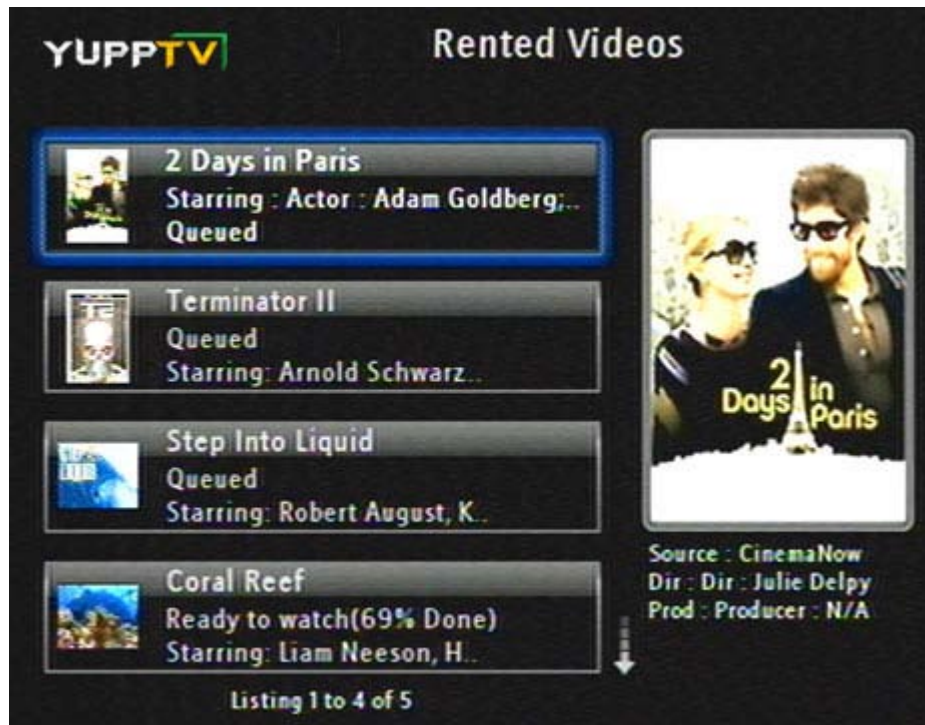 YUPPTV
Rented Videos
2 Days in Paris
Starring : Actor : Adam Goldberg;..
Queued
Terminator II
Queued
Starring: Arnold Schwarz..
Step Into Liquid
Queued
Starring: Robert August, K..
Coral Reef
Ready to watch(69% Done)
Starring: Liam Neeson, H..
Listing 1 to 4 of 5
2
Days in
Paris
Source : CinemaNow
Dir : Dir : Julie Delpy
Prod : Producer : N/A